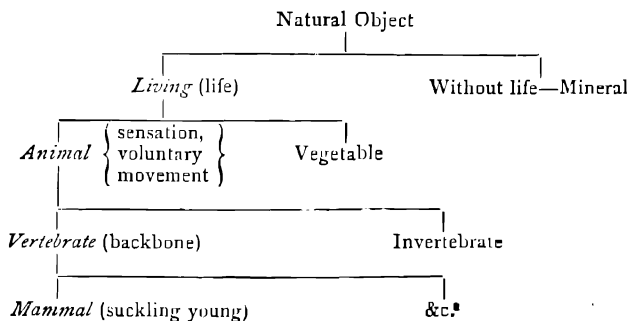 Natural Object
Living (life) Without life—Mineral
Animal { sensation, voluntary movement } Vegetable
Vertebrate (backbone) Invertebrate
Mammal (suckling young) &c.*